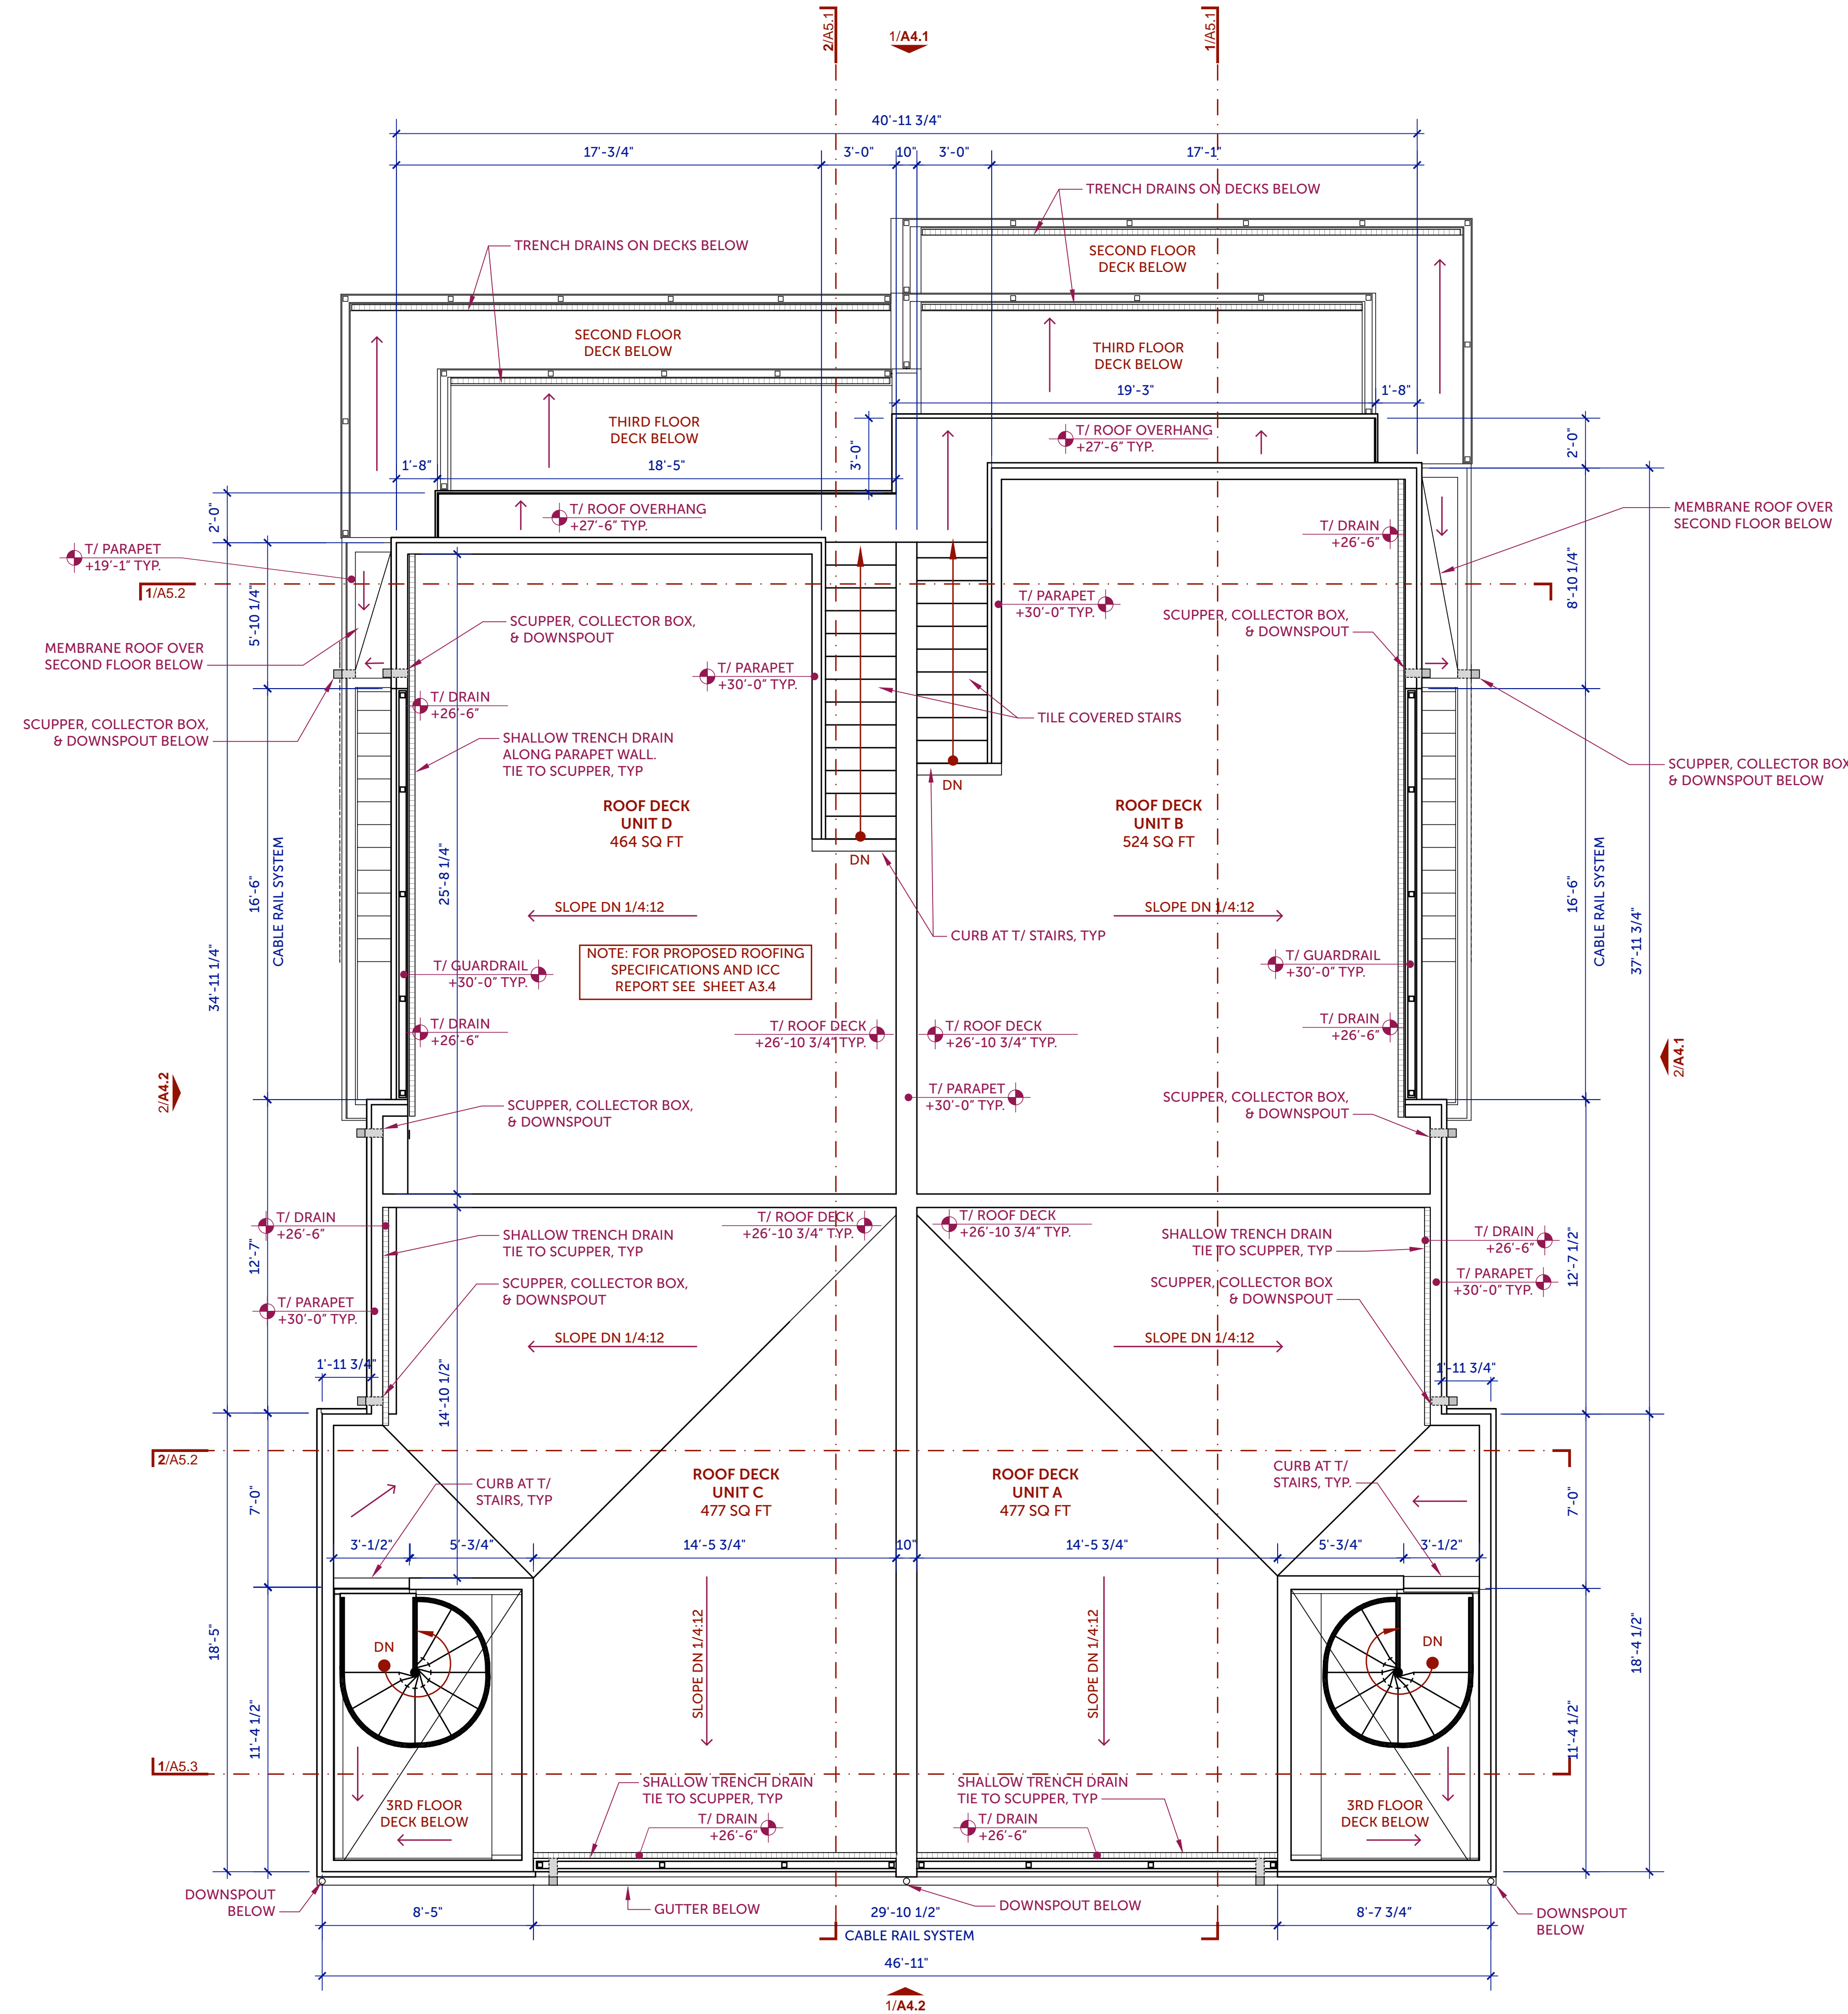 2/A5.1
1/A4.1
1/A5.1
40'-11 3/4"
17'-3/4"
3'-0"
10"
3'-0"
17'-1"
TRENCH DRAINS ON DECKS BELOW
TRENCH DRAINS ON DECKS BELOW
SECOND FLOOR
DECK BELOW
SECOND FLOOR
DECK BELOW
THIRD FLOOR
DECK BELOW
19'-3"
1'-8"
THIRD FLOOR
DECK BELOW
T/ ROOF OVERHANG
+27'-6" TYP.
3'-0"
2'-0"
1'-8"
18'-5"
T/ ROOF OVERHANG
+27'-6" TYP.
2'-0"
T/ DRAIN
+26'-6"
MEMBRANE ROOF OVER
SECOND FLOOR BELOW
T/ PARAPET
+19'-1" TYP.
1/A5.2
5'-10 1/4"
8'-10 1/4"
T/ PARAPET
+30'-0" TYP.
SCUPPER, COLLECTOR BOX,
& DOWNSPOUT
SCUPPER, COLLECTOR BOX,
& DOWNSPOUT
MEMBRANE ROOF OVER
SECOND FLOOR BELOW
T/ PARAPET
+30'-0" TYP.
T/ DRAIN
+26'-6"
TILE COVERED STAIRS
SCUPPER, COLLECTOR BOX,
& DOWNSPOUT BELOW
SHALLOW TRENCH DRAIN
ALONG PARAPET WALL.
TIE TO SCUPPER, TYP
SCUPPER, COLLECTOR BOX
& DOWNSPOUT BELOW
DN
ROOF DECK
UNIT D
464 SQ FT
ROOF DECK
UNIT B
524 SQ FT
DN
16'-6"
CABLE RAIL SYSTEM
25'-8 1/4"
16'-6"
CABLE RAIL SYSTEM
34'-11 1/4"
37'-11 3/4"
SLOPE DN 1/4:12
SLOPE DN 1/4:12
CURB AT T/ STAIRS, TYP
NOTE: FOR PROPOSED ROOFING
SPECIFICATIONS AND ICC
REPORT SEE SHEET A3.4
T/ GUARDRAIL
+30'-0" TYP.
T/ GUARDRAIL
+30'-0" TYP.
T/ DRAIN
+26'-6"
T/ ROOF DECK
+26'-10 3/4" TYP.
T/ ROOF DECK
+26'-10 3/4" TYP.
T/ DRAIN
+26'-6"
2/A4.2
2/A4.1
T/ PARAPET
+30'-0" TYP.
SCUPPER, COLLECTOR BOX,
& DOWNSPOUT
SCUPPER, COLLECTOR BOX,
& DOWNSPOUT
T/ DRAIN
+26'-6"
T/ ROOF DECK
+26'-10 3/4" TYP.
T/ ROOF DECK
+26'-10 3/4" TYP.
SHALLOW TRENCH DRAIN
TIE TO SCUPPER, TYP
SHALLOW TRENCH DRAIN
TIE TO SCUPPER, TYP
T/ DRAIN
+26'-6"
12'-7"
12'-7 1/2"
SCUPPER, COLLECTOR BOX,
& DOWNSPOUT
SCUPPER, COLLECTOR BOX
& DOWNSPOUT
T/ PARAPET
+30'-0" TYP.
T/ PARAPET
+30'-0" TYP.
SLOPE DN 1/4:12
SLOPE DN 1/4:12
1'-11 3/4"
1'-11 3/4"
14'-10 1/2"
2/A5.2
CURB AT T/
STAIRS, TYP
ROOF DECK
UNIT C
477 SQ FT
ROOF DECK
UNIT A
477 SQ FT
CURB AT T/
STAIRS, TYP.
7'-0"
7'-0"
3'-1/2"
5'-3/4"
14'-5 3/4"
10"
14'-5 3/4"
5'-3/4"
3'-1/2"
18'-5"
DN
SLOPE DN 1/4:12
SLOPE DN 1/4:12
DN
18'-4 1/2"
11'-4 1/2"
11'-4 1/2"
1/A5.3
SHALLOW TRENCH DRAIN
TIE TO SCUPPER, TYP
SHALLOW TRENCH DRAIN
TIE TO SCUPPER, TYP
3RD FLOOR
DECK BELOW
T/ DRAIN
+26'-6"
T/ DRAIN
+26'-6"
3RD FLOOR
DECK BELOW
DOWNSPOUT
BELOW
8'-5"
GUTTER BELOW
29'-10 1/2"
CABLE RAIL SYSTEM
DOWNSPOUT BELOW
8'-7 3/4"
DOWNSPOUT
BELOW
46'-11"
1/A4.2